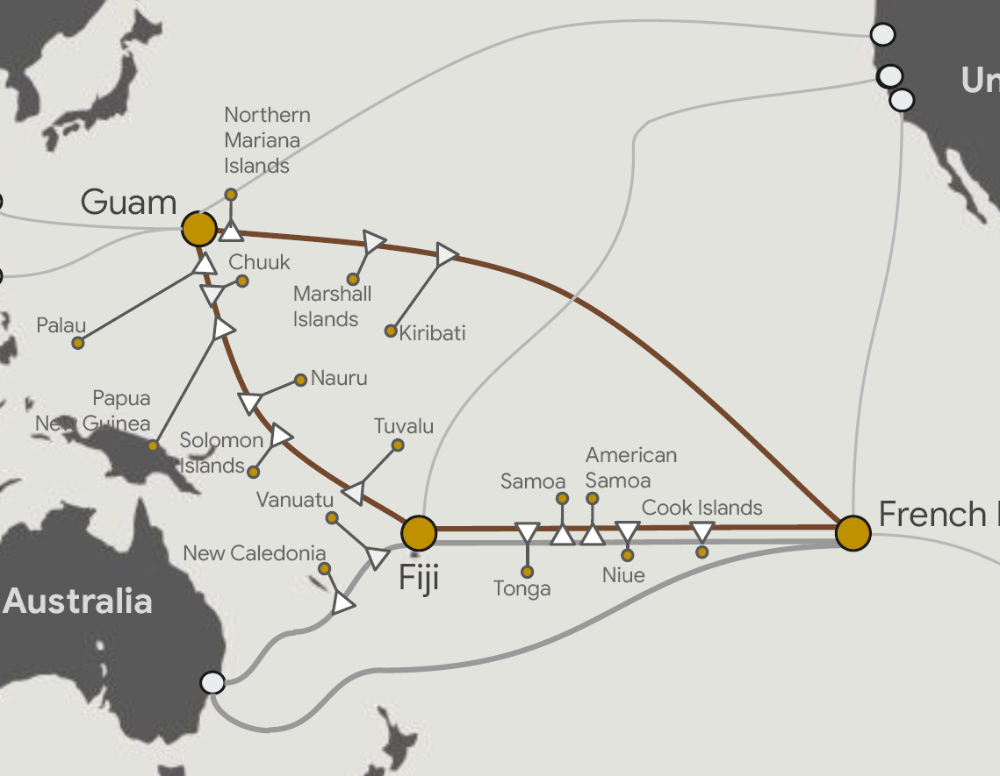 Un
Northern
Mariana
Islands
Guam
Chuuk
Marshall
Islands
Palau
Kiribati
Nauru
Papua
New Guinea
Solomon
Islands
Tuvalu
American
Samoa
Samoa
Vanuatu
Cook Islands
French
New Caledonia
Fiji
Niue
Tonga
Australia